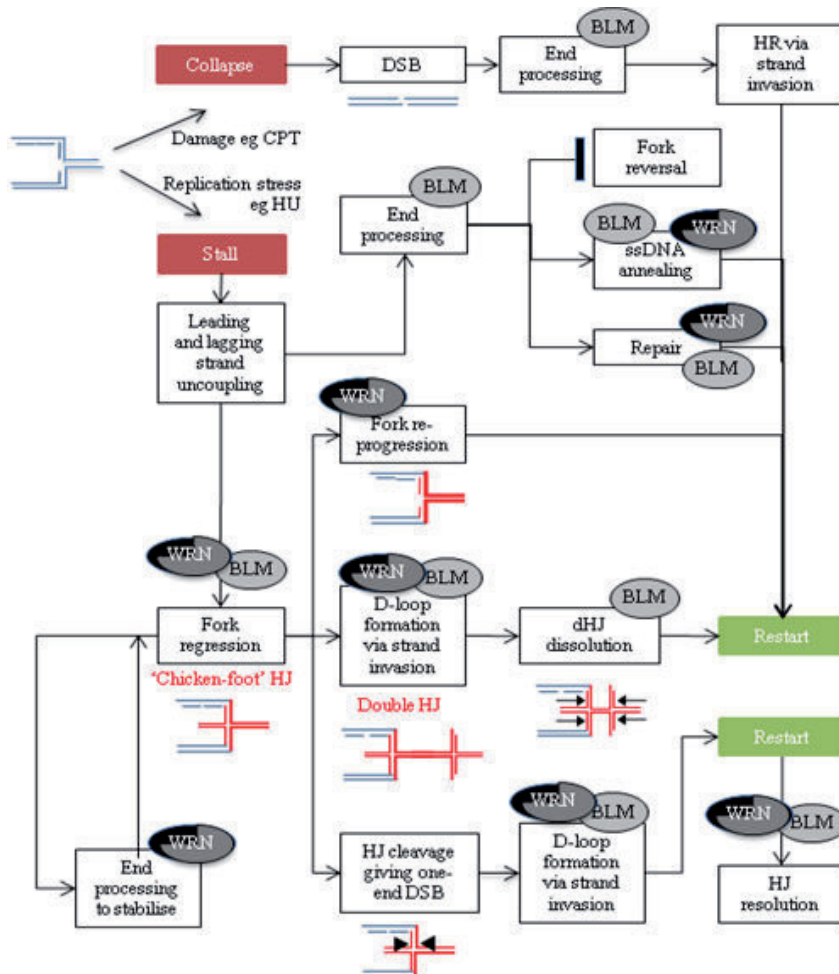 BLM
Collapse
DSB
End
processing
HR via
strand
invasion
Damage eg CPT
Replication stress
eg HU
Fork
reversal
BLM
End
processing
BLM
WRN
ssDNA
annealing
Stall
Leading
and lagging
strand
uncoupling
WRN
Repair
BLM
WRN
Fork re-
progression
WRN
BLM
Fork
regression
"Chicken-foot" HJ
WRN
BLM
D-loop
formation
via strand
invasion
Double HJ
BLM
dHJ
dissolution
Restart
Restart
WRN
End
processing
to stabilise
HJ cleavage
giving one-
end DSB
WRN
BLM
D-loop
formation
via strand
invasion
WRN
BLM
HJ
resolution